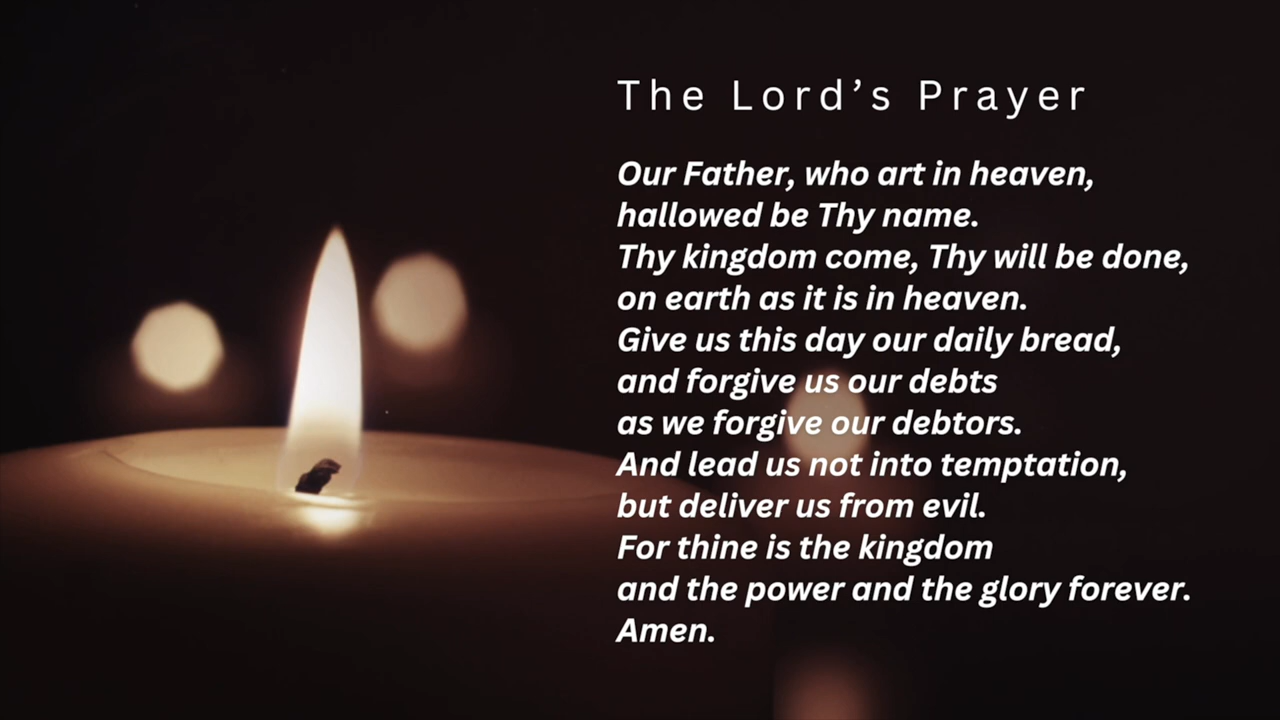 The Lord’s Prayer
Our Father, who art in heaven,
hallowed be Thy name.
Thy kingdom come, Thy will be done,
on earth as it is in heaven.
Give us this day our daily bread,
and forgive us our debts
as we forgive our debtors.
And lead us not into temptation,
but deliver us from evil.
For thine is the kingdom
and the power and the glory forever.
Amen.